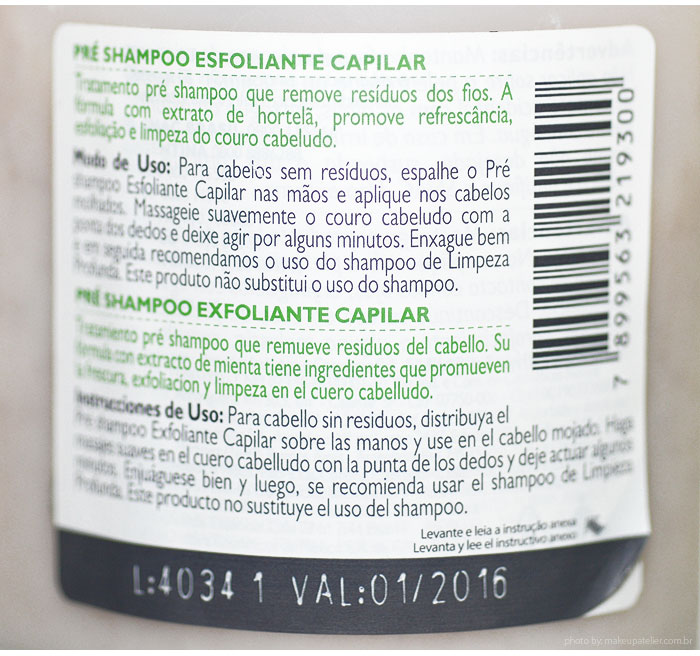 PRÉ SHAMPOO ESFOLIANTE CAPILAR
Tratamento pré shampoo que remove resíduos dos fios. A
fórmula com extrato de hortelã, promove refrescância,
esfoliação e limpeza do couro cabeludo.
Modo de Uso: Para cabelos sem resíduos, espalhe o Pré
shampoo Esfoliante Capilar nas mãos e aplique nos cabelos
molhados. Massageie suavemente o couro cabeludo com a
ponta dos dedos e deixe agir por alguns minutos. Enxague bem
e em seguida recomendamos o uso do shampoo de Limpeza
Profunda. Este produto não substitui o uso do shampoo.
PRÉ SHAMPOO EXFOLIANTE CAPILAR
Tratamiento pré shampoo que remueve residuos del cabello. Su
fórmula con extracto de mienta tiene ingredientes que promueven
la frescura, exfoliacion y limpeza en el cuero cabelludo.
Instrucciones de Uso: Para cabello sin residuos, distribuya el
Pré shampoo Exfoliante Capilar sobre las manos y use en el cabello mojado. Haga
masajes suaves en el cuero cabelludo con la punta de los dedos y deje actuar algunos
minutos. Enjuáguese bien y luego, se recomienda usar el shampoo de Limpieza
Profunda. Este producto no sustituye el uso del shampoo.
Levante e leia a instrução anexa
Levanta y lee el instructivo anexo
L:4034 1 VAL:01/2016
7 899563 219300
photo by: makeupatelier.com.br